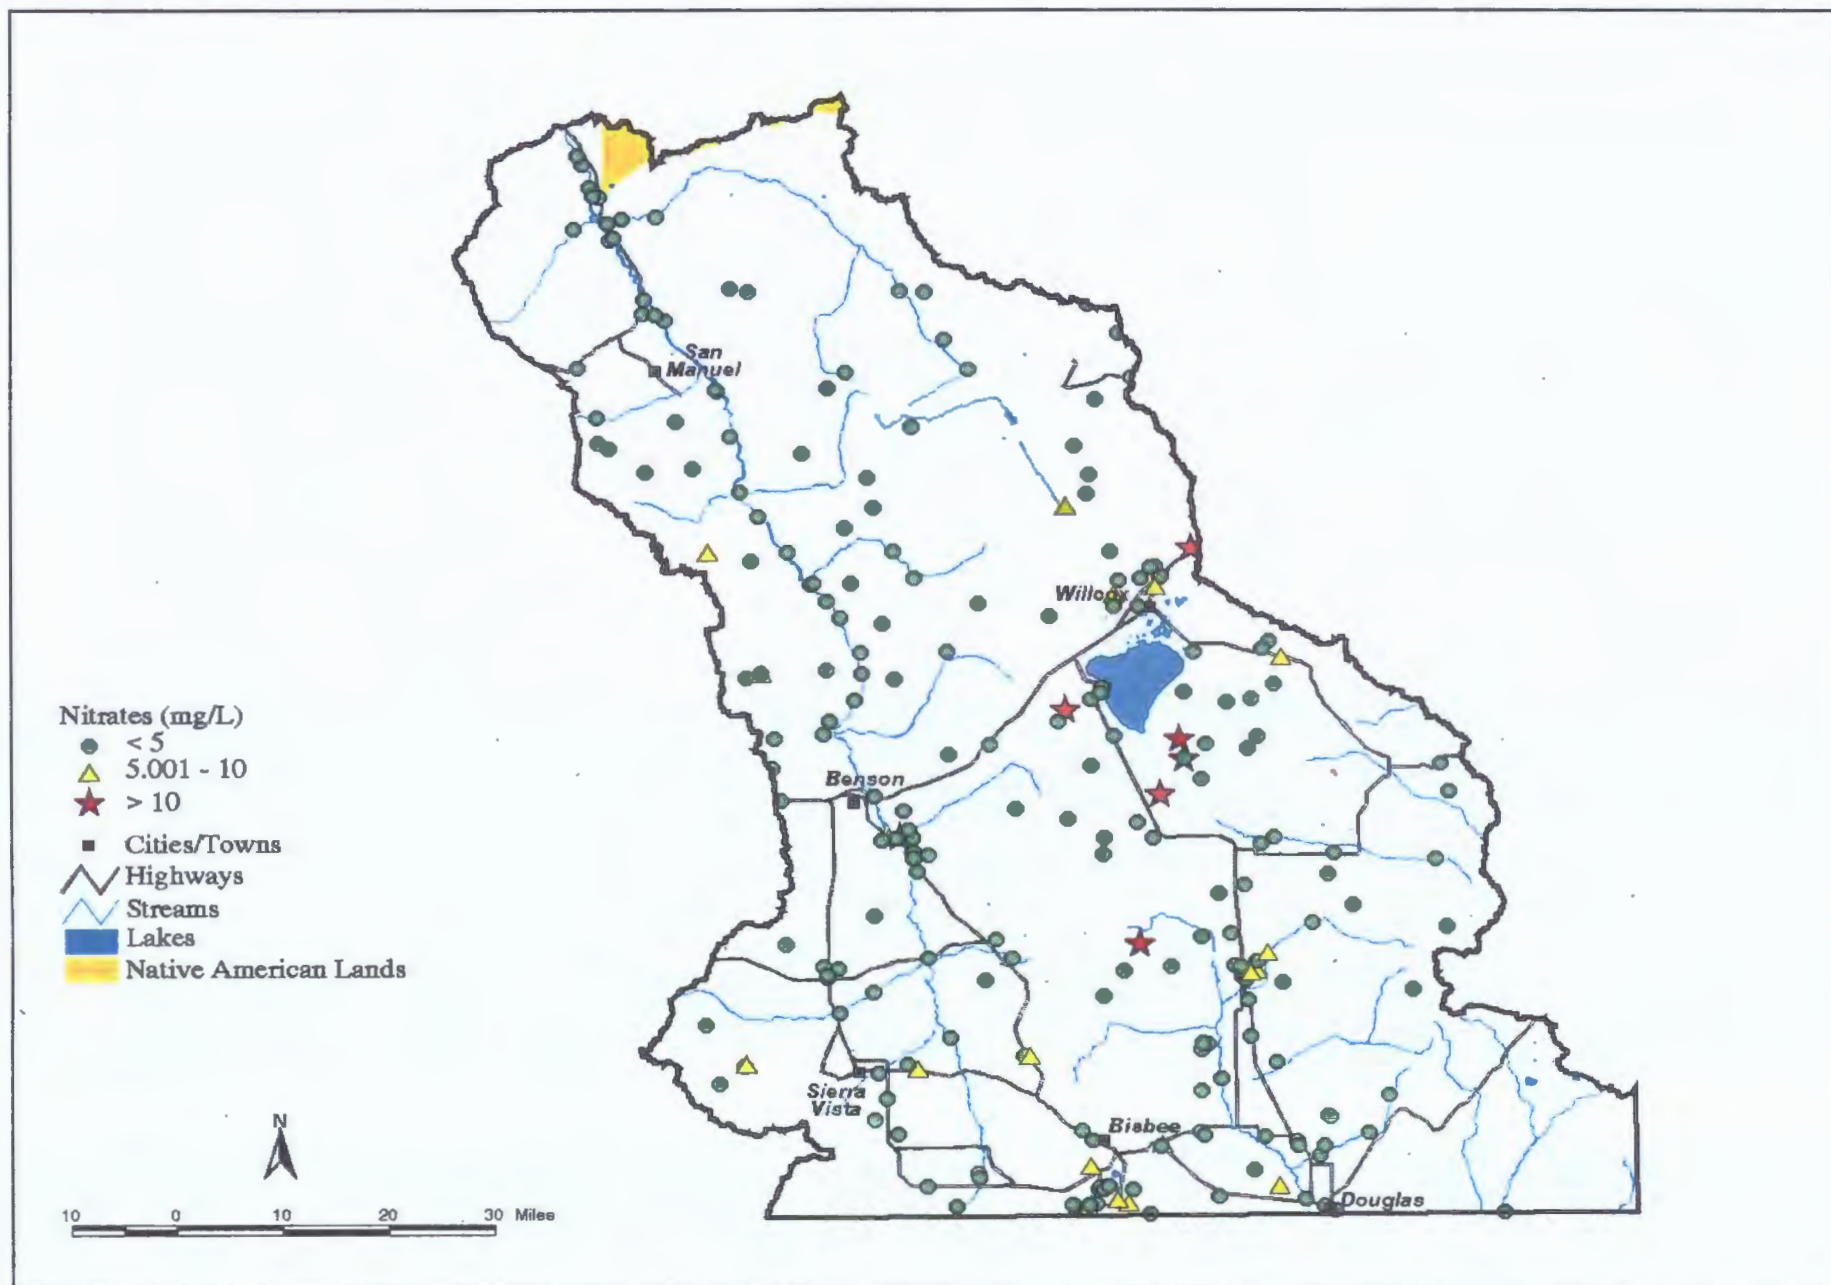 San
Manuel
Willcox
Nitrates (mg/L)
< 5
5.001 - 10
> 10
Cities/Towns
Highways
Streams
Lakes
Native American Lands
Benson
Sierra
Vista
Bisbee
Douglas
N
10 0 10 20 30 Miles